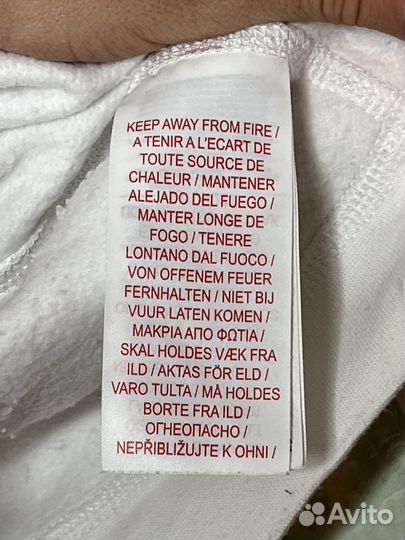 KEEP AWAY FROM FIRE /
A TENIR A L'ECART DE
TOUTE SOURCE DE
CHALEUR / MANTENER
ALEJADO DEL FUEGO /
MANTER LONGE DE
FOGO / TENERE
LONTANO DAL FUOCO /
VON OFFENEM FEUER
FERNHALTEN / NIET BIJ
VUUR LATEN KOMEN /
ΜΑΚΡΙΑ ΑΠΟ ΦΩΤΙΑ /
SKAL HOLDES VÆK FRA
ILD / AKTAS FÖR ELD /
VARO TULTA / MÅ HOLDES
BORTE FRA ILD /
ОГНЕОПАСНО /
NEPŘIBLIŽUJTE K OHNI /
Avito